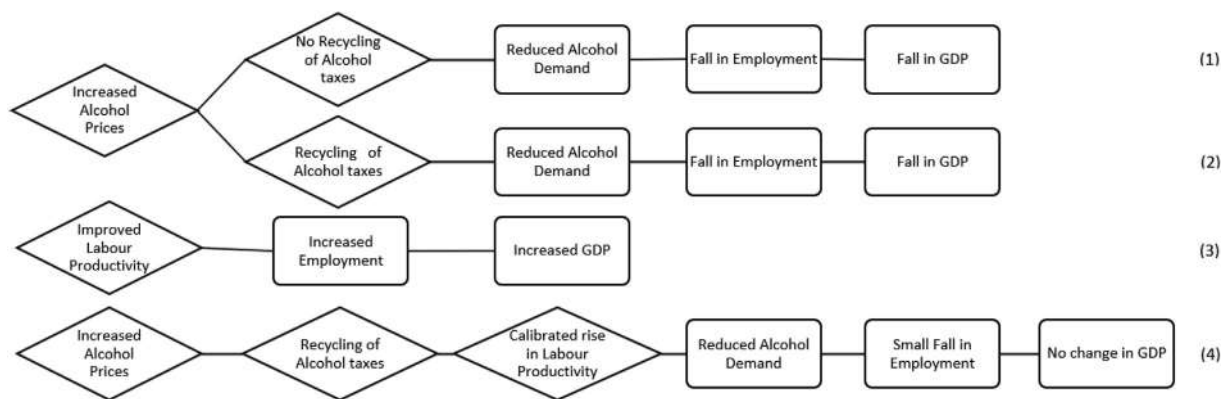 No Recycling
of Alcohol
taxes
Reduced Alcohol
Demand
Fall in Employment
Fall in GDP
(1)
Increased
Alcohol
Prices
Recycling of
Alcohol taxes
Reduced Alcohol
Demand
Fall in Employment
Fall in GDP
(2)
Improved
Labour
Productivity
Increased
Employment
Increased GDP
(3)
Increased
Alcohol
Prices
Recycling of
Alcohol taxes
Calibrated rise in
Labour
Productivity
Reduced Alcohol
Demand
Small Fall in
Employment
No change in GDP
(4)